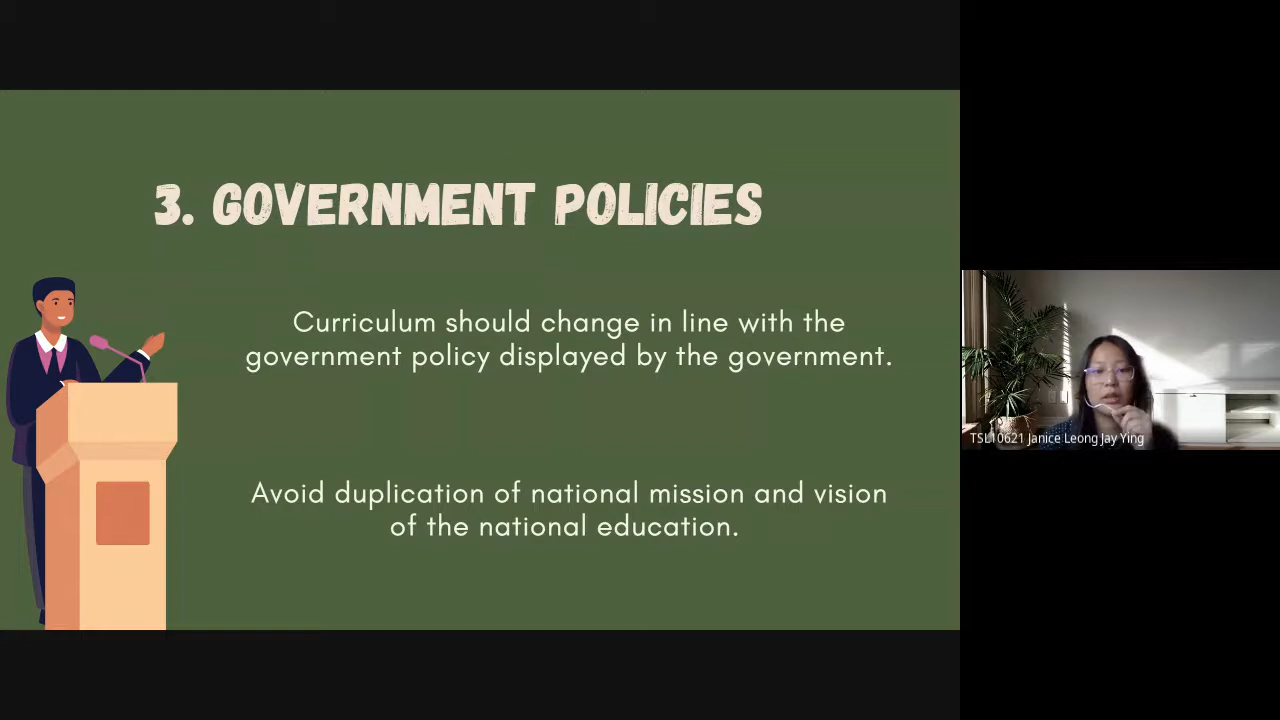 3. GOVERNMENT POLICIES
Curriculum should change in line with the
government policy displayed by the government.
Avoid duplication of national mission and vision
of the national education.
TSL10621 Janice Leong Jay Ying